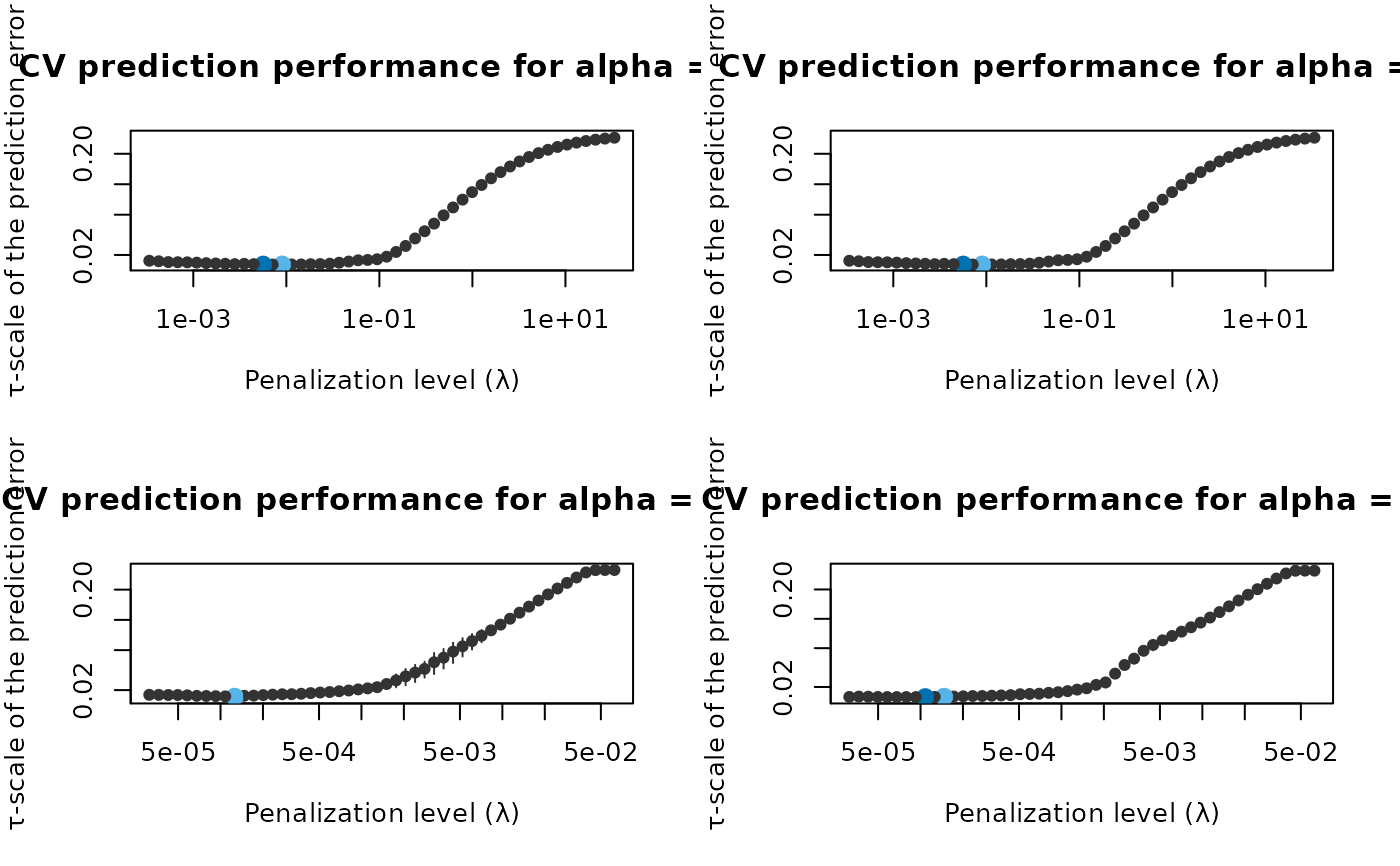 CV prediction performance for alpha =
τ-scale of the prediction error
0.20
0.02
1e-03 1e-01 1e+01
Penalization level (λ)
CV prediction performance for alpha =
τ-scale of the prediction error
0.20
0.02
1e-03 1e-01 1e+01
Penalization level (λ)
CV prediction performance for alpha =
τ-scale of the prediction error
0.20
0.02
5e-05 5e-04 5e-03 5e-02
Penalization level (λ)
CV prediction performance for alpha =
τ-scale of the prediction error
0.20
0.02
5e-05 5e-04 5e-03 5e-02
Penalization level (λ)